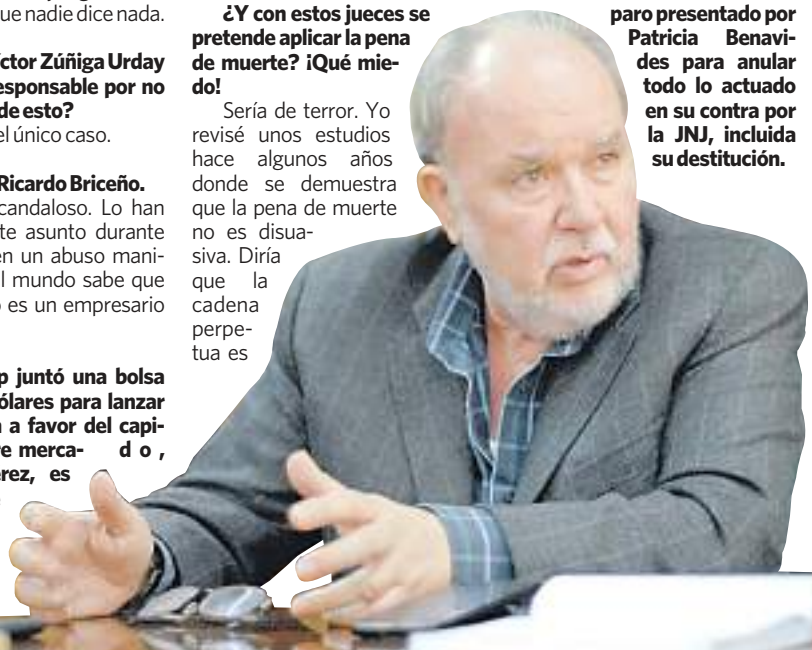 ue nadie dice nada.
ctor Zúñiga Urday
esponsable por no
de esto?
el único caso.
Ricardo Briceño.
candaloso. Lo han
te asunto durante
en un abuso mani-
l mundo sabe que
o es un empresario
p juntó una bolsa
ólares para lanzar
a favor del capi-
re merca- d o ,
érez, es
¿Y con estos jueces se
pretende aplicar la pena
de muerte? ¡Qué mie-
do!
Sería de terror. Yo
revisé unos estudios
hace algunos años
donde se demuestra
que la pena de muerte
no es disua-
siva. Diría
que la
cadena
perpe-
tua es
paro presentado por
Patricia Benavi-
des para anular
todo lo actuado
en su contra por
la JNJ, incluida
su destitución.